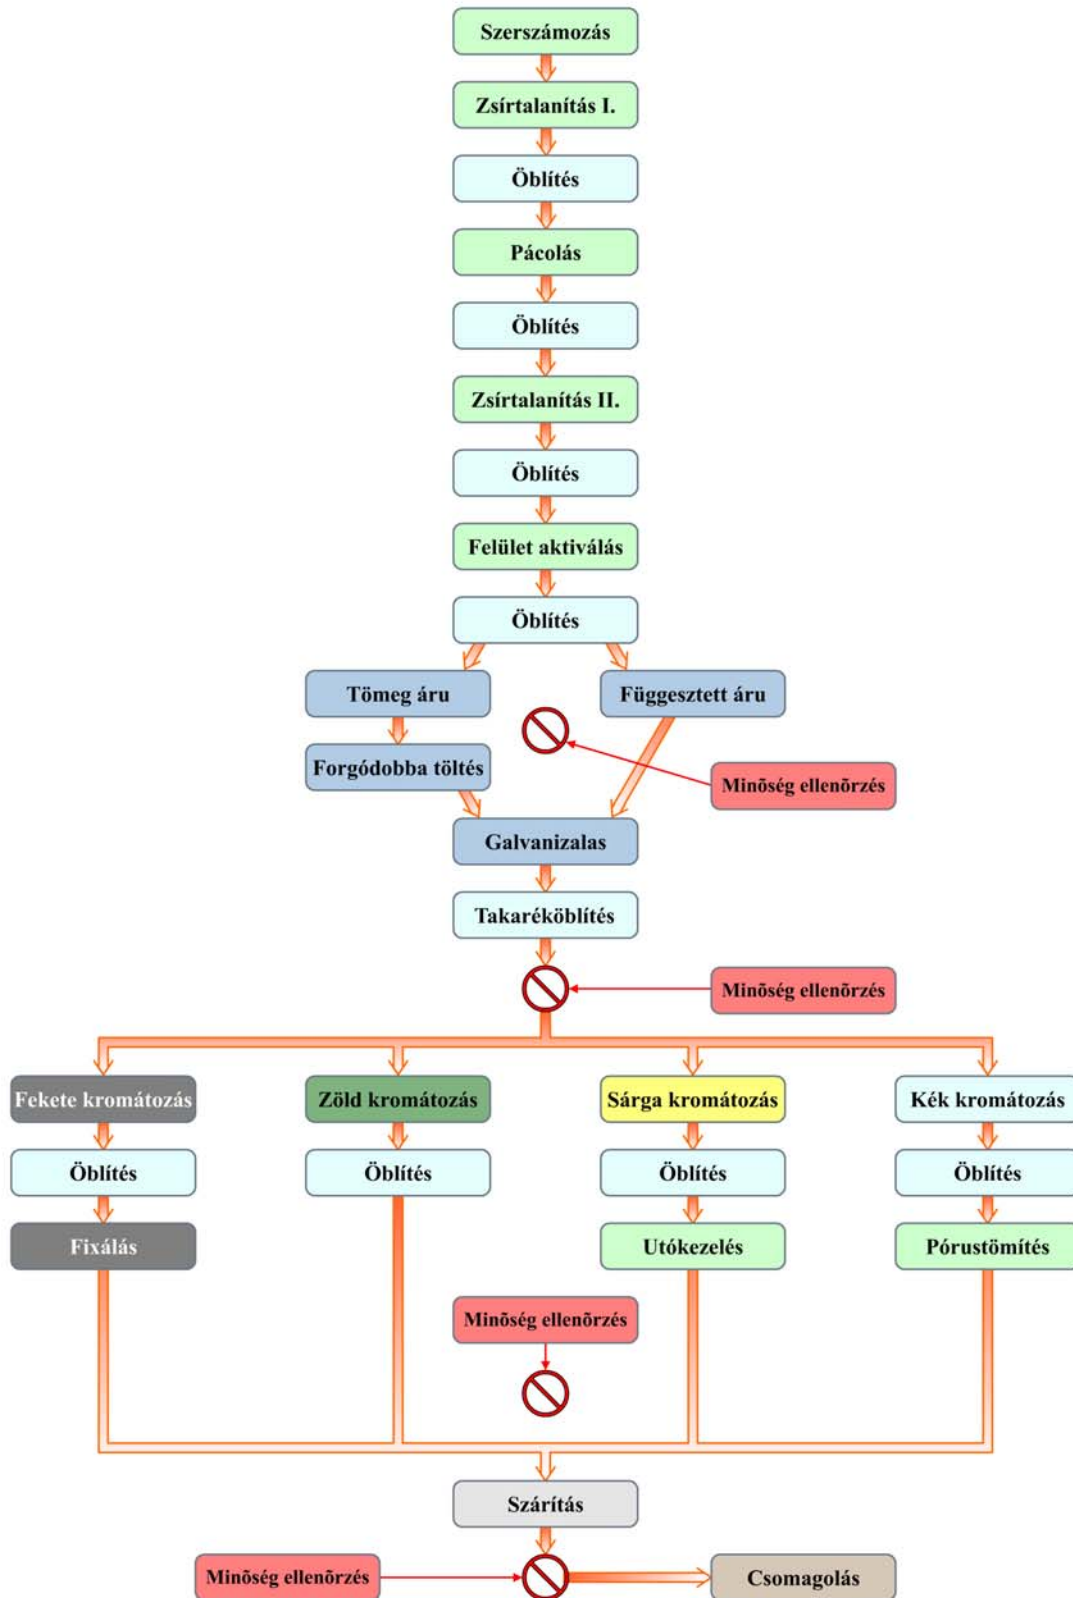 Szerszámozás
Zsírtalanítás I.
Öblítés
Pácolás
Öblítés
Zsírtalanítás II.
Öblítés
Felület aktiválás
Öblítés
Tömeg áru
Függesztett áru
Forgódobba töltés
Minõség ellenõrzés
Galvanizalas
Takaréköblítés
Minõség ellenõrzés
Fekete kromátozás
Zöld kromátozás
Sárga kromátozás
Kék kromátozás
Öblítés
Öblítés
Öblítés
Öblítés
Fixálás
Utókezelés
Pórustömítés
Minõség ellenõrzés
Szárítás
Minõség ellenõrzés
Csomagolás